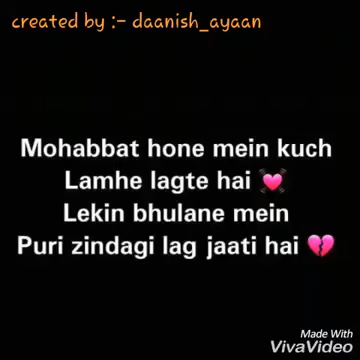 created by :- daanish_ayaan
Mohabbat hone mein kuch
Lamhe lagte hai 💓
Lekin bhulane mein
Puri zindagi lag jaati hai 💔
Made With
VivaVideo